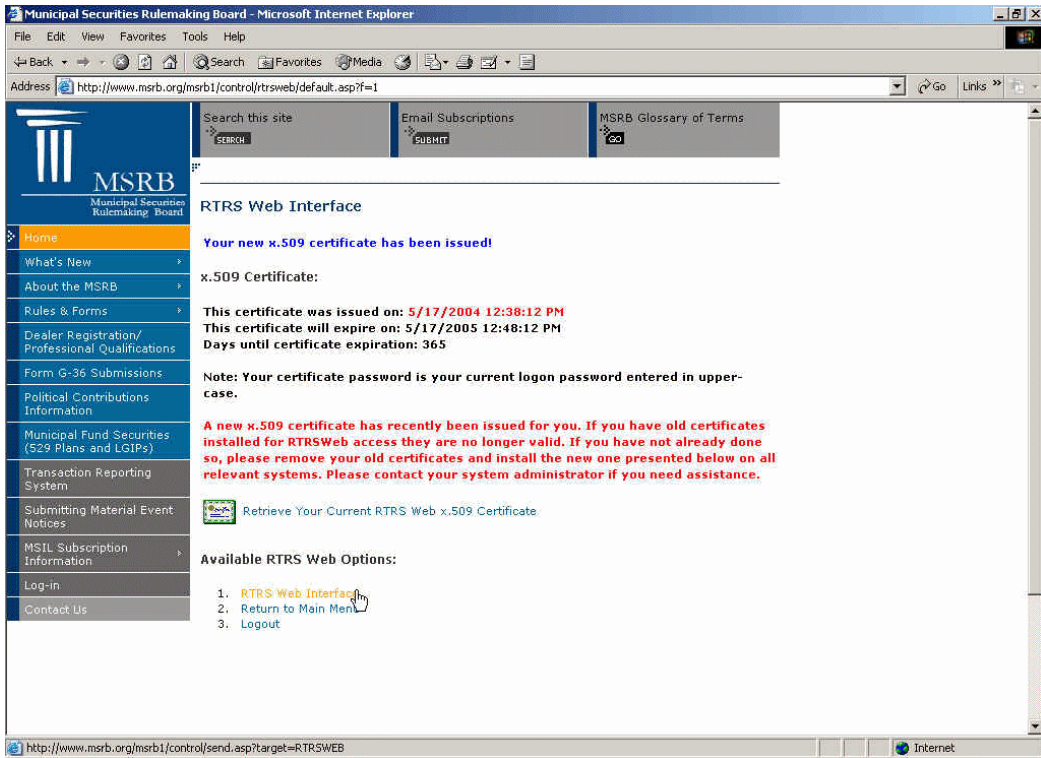 Municipal Securities Rulemaking Board - Microsoft Internet Explorer
File Edit View Favorites Tools Help
Back Search Favorites Media
Address http://www.msrb.org/msrb1/control/rtrsweb/default.asp?f=1 Go Links »
MSRB
Municipal Securities
Rulemaking Board
Search this site
SEARCH
Email Subscriptions
SUBMIT
MSRB Glossary of Terms
GO
Home
What's New
About the MSRB
Rules & Forms
Dealer Registration/
Professional Qualifications
Form G-36 Submissions
Political Contributions
Information
Municipal Fund Securities
(529 Plans and LGIPs)
Transaction Reporting
System
Submitting Material Event
Notices
MSIL Subscription
Information
Log-in
Contact Us
RTRS Web Interface
Your new x.509 certificate has been issued!
x.509 Certificate:
This certificate was issued on: 5/17/2004 12:38:12 PM
This certificate will expire on: 5/17/2005 12:48:12 PM
Days until certificate expiration: 365
Note: Your certificate password is your current logon password entered in upper-
case.
A new x.509 certificate has recently been issued for you. If you have old certificates
installed for RTRSWeb access they are no longer valid. If you have not already done
so, please remove your old certificates and install the new one presented below on all
relevant systems. Please contact your system administrator if you need assistance.
Retrieve Your Current RTRS Web x.509 Certificate
Available RTRS Web Options:
1. RTRS Web Interface
2. Return to Main Menu
3. Logout
http://www.msrb.org/msrb1/control/send.asp?target=RTRSWEB Internet